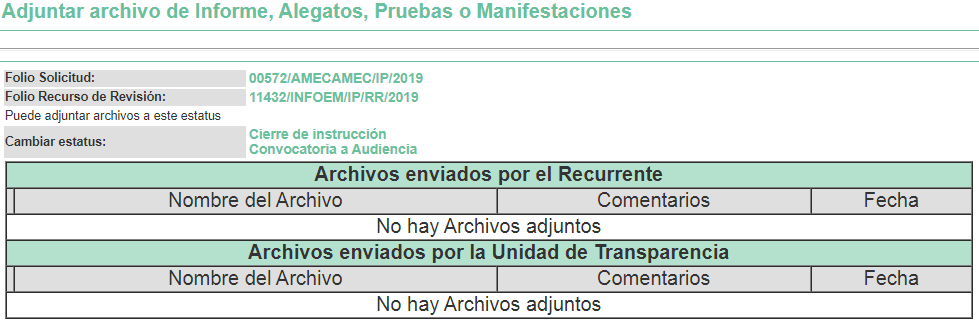 Adjuntar archivo de Informe, Alegatos, Pruebas o Manifestaciones
Folio Solicitud: 00572/AMECAMEC/IP/2019
Folio Recurso de Revisión: 11432/INFOEM/IP/RR/2019
Puede adjuntar archivos a este estatus
Cambiar estatus: Cierre de instrucción
Convocatoria a Audiencia
Archivos enviados por el Recurrente
Nombre del Archivo Comentarios Fecha
No hay Archivos adjuntos
Archivos enviados por la Unidad de Transparencia
Nombre del Archivo Comentarios Fecha
No hay Archivos adjuntos